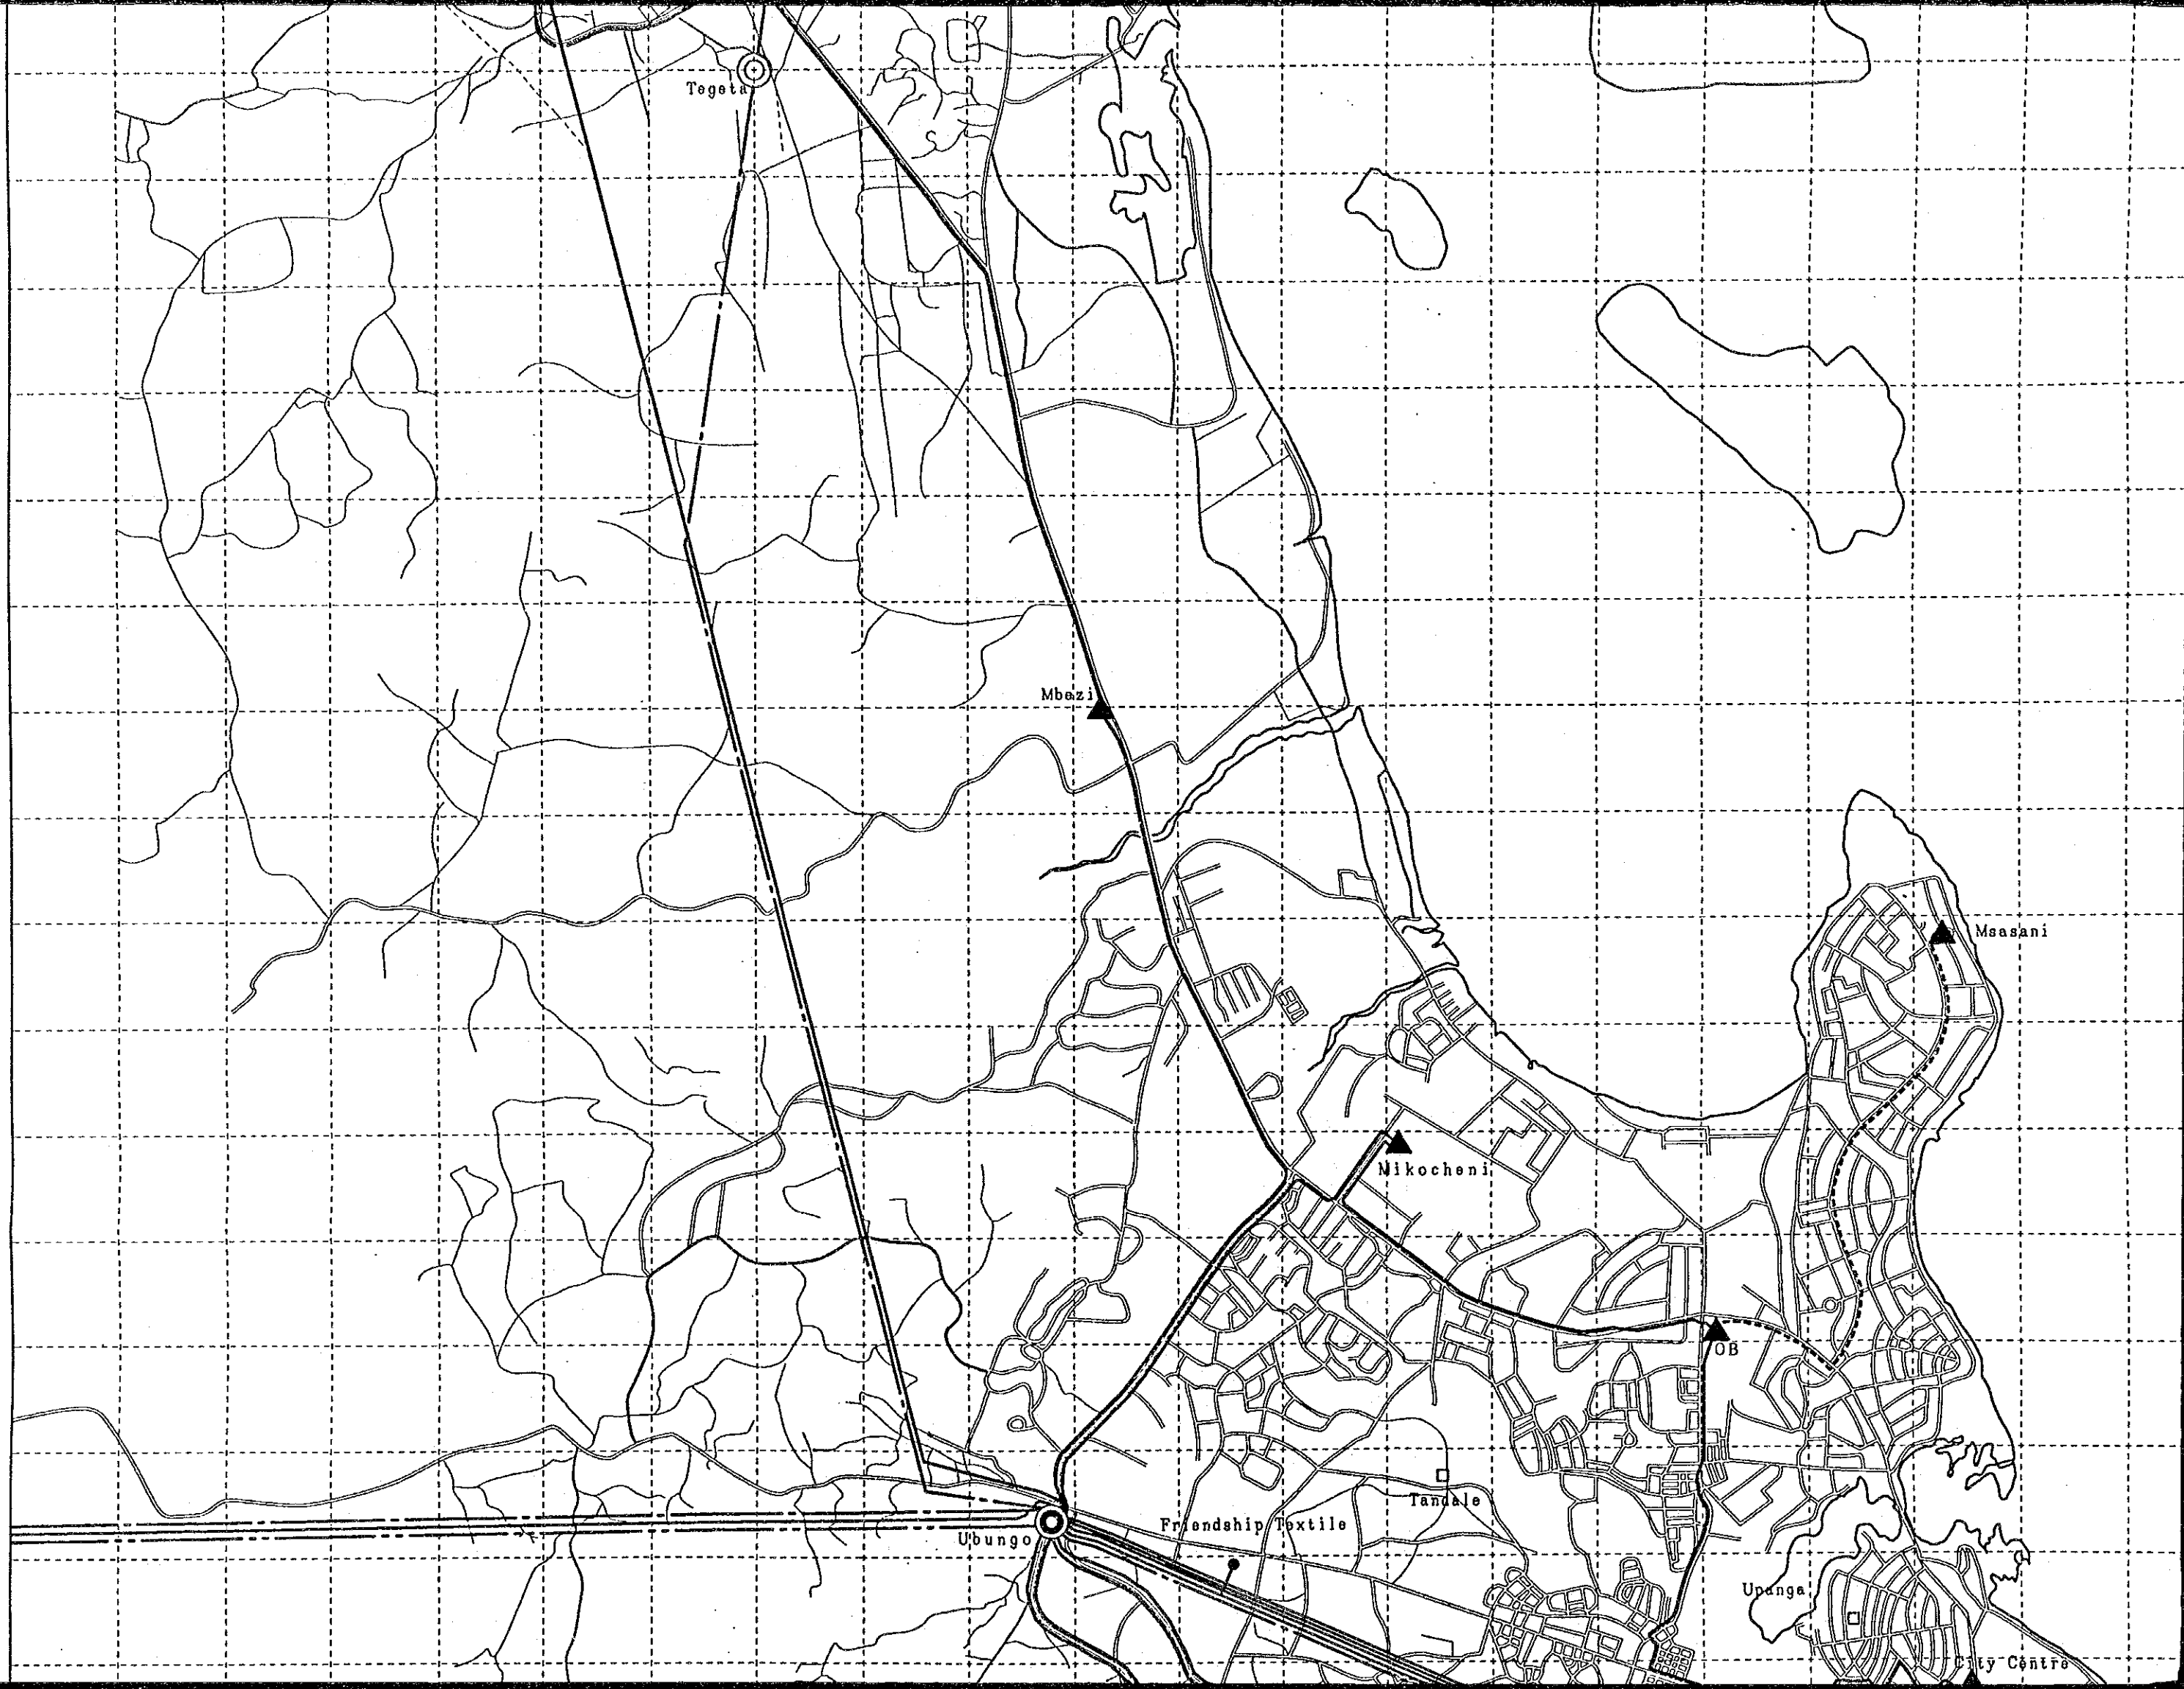 Tegeta
Mbezi
Msasani
Mikocheni
OB
Tandale
Friendship Textile
Ubungo
Upanga
City Centre